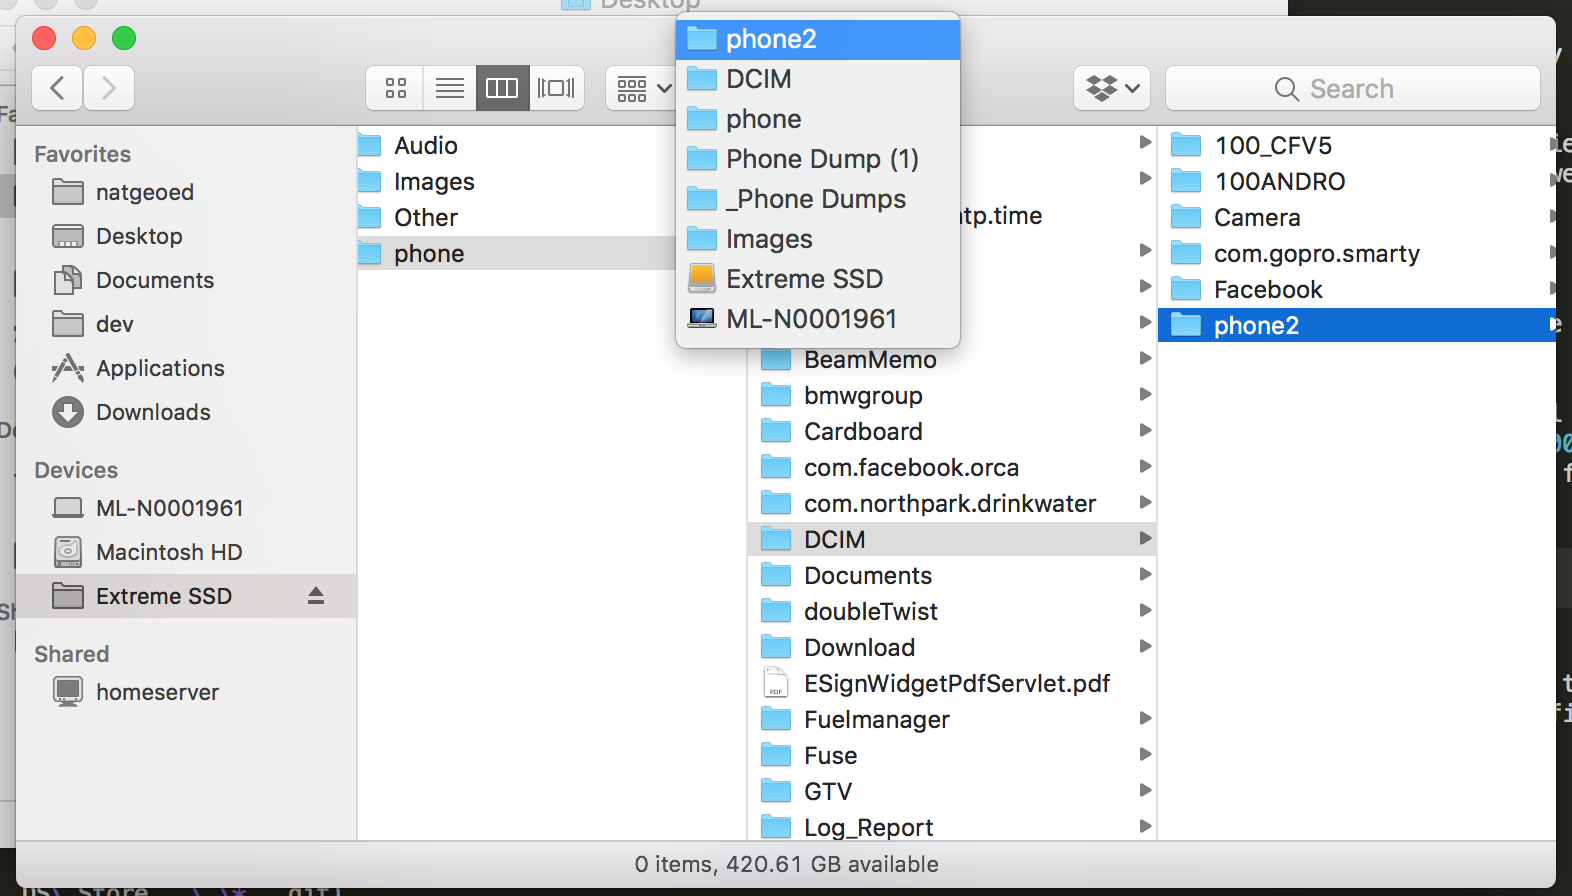 Desktop
phone2
DCIM
phone
Phone Dump (1)
_Phone Dumps
Images
Extreme SSD
ML-N0001961
Search
Favorites
natgeoed
Desktop
Documents
dev
Applications
Downloads
Devices
ML-N0001961
Macintosh HD
Extreme SSD
Shared
homeserver
Audio
Images
Other
phone
tp.time
BeamMemo
bmwgroup
Cardboard
com.facebook.orca
com.northpark.drinkwater
DCIM
Documents
doubleTwist
Download
ESignWidgetPdfServlet.pdf
Fuelmanager
Fuse
GTV
Log_Report
100_CFV5
100ANDRO
Camera
com.gopro.smarty
Facebook
phone2
0 items, 420.61 GB available